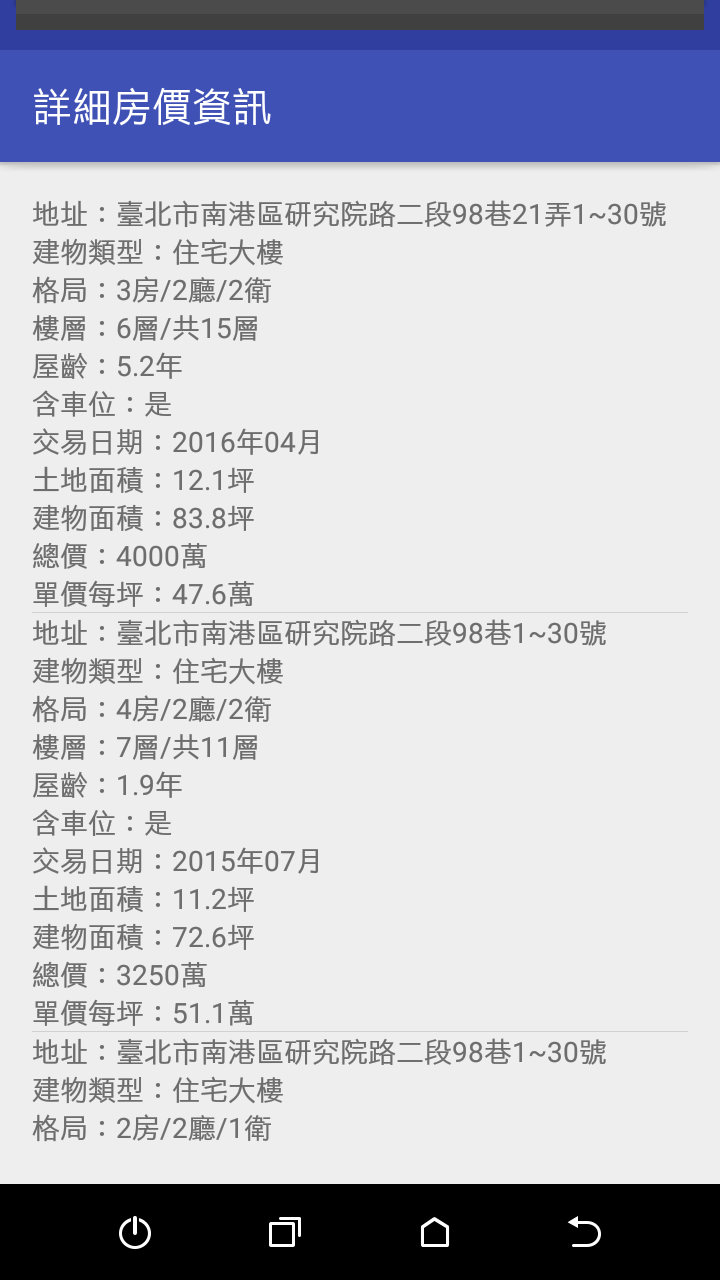 詳細房價資訊
地址：臺北市南港區研究院路二段98巷21弄1~30號
建物類型：住宅大樓
格局：3房/2廳/2衛
樓層：6層/共15層
屋齡：5.2年
含車位：是
交易日期：2016年04月
土地面積：12.1坪
建物面積：83.8坪
總價：4000萬
單價每坪：47.6萬
地址：臺北市南港區研究院路二段98巷1~30號
建物類型：住宅大樓
格局：4房/2廳/2衛
樓層：7層/共11層
屋齡：1.9年
含車位：是
交易日期：2015年07月
土地面積：11.2坪
建物面積：72.6坪
總價：3250萬
單價每坪：51.1萬
地址：臺北市南港區研究院路二段98巷1~30號
建物類型：住宅大樓
格局：2房/2廳/1衛